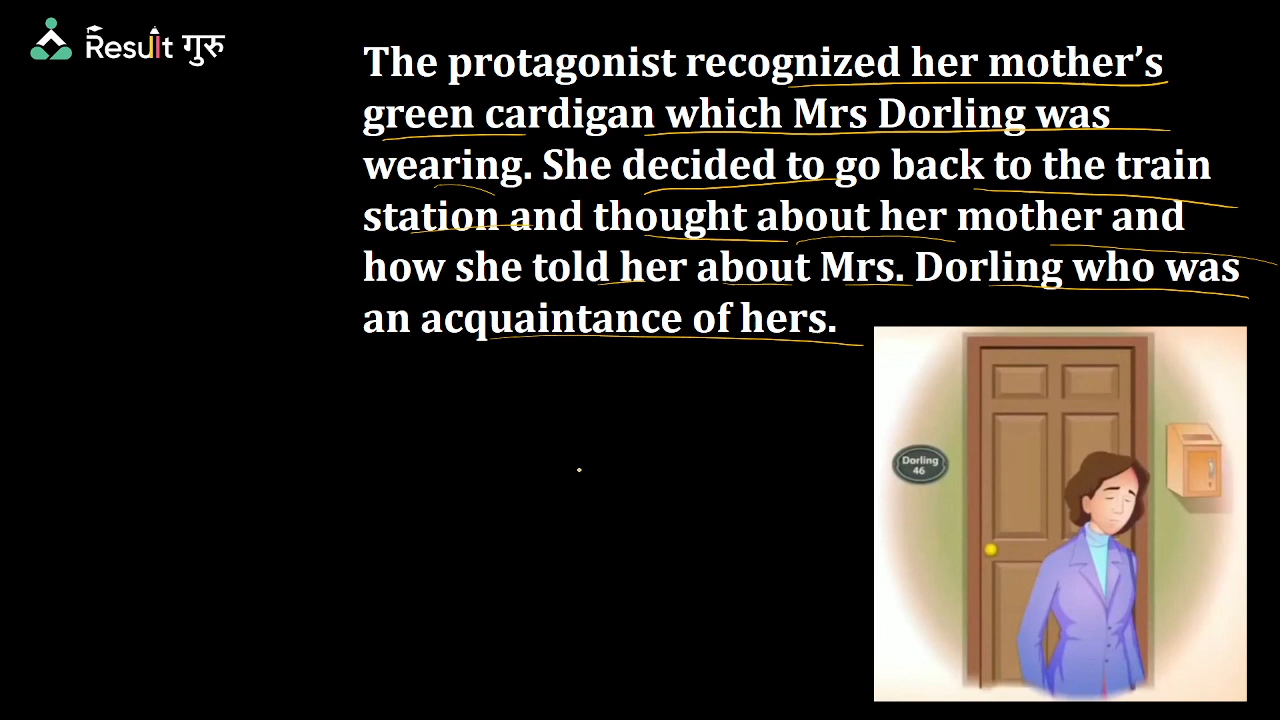 Result गुरु
The protagonist recognized her mother’s
green cardigan which Mrs Dorling was
wearing. She decided to go back to the train
station and thought about her mother and
how she told her about Mrs. Dorling who was
an acquaintance of hers.
Dorling
46